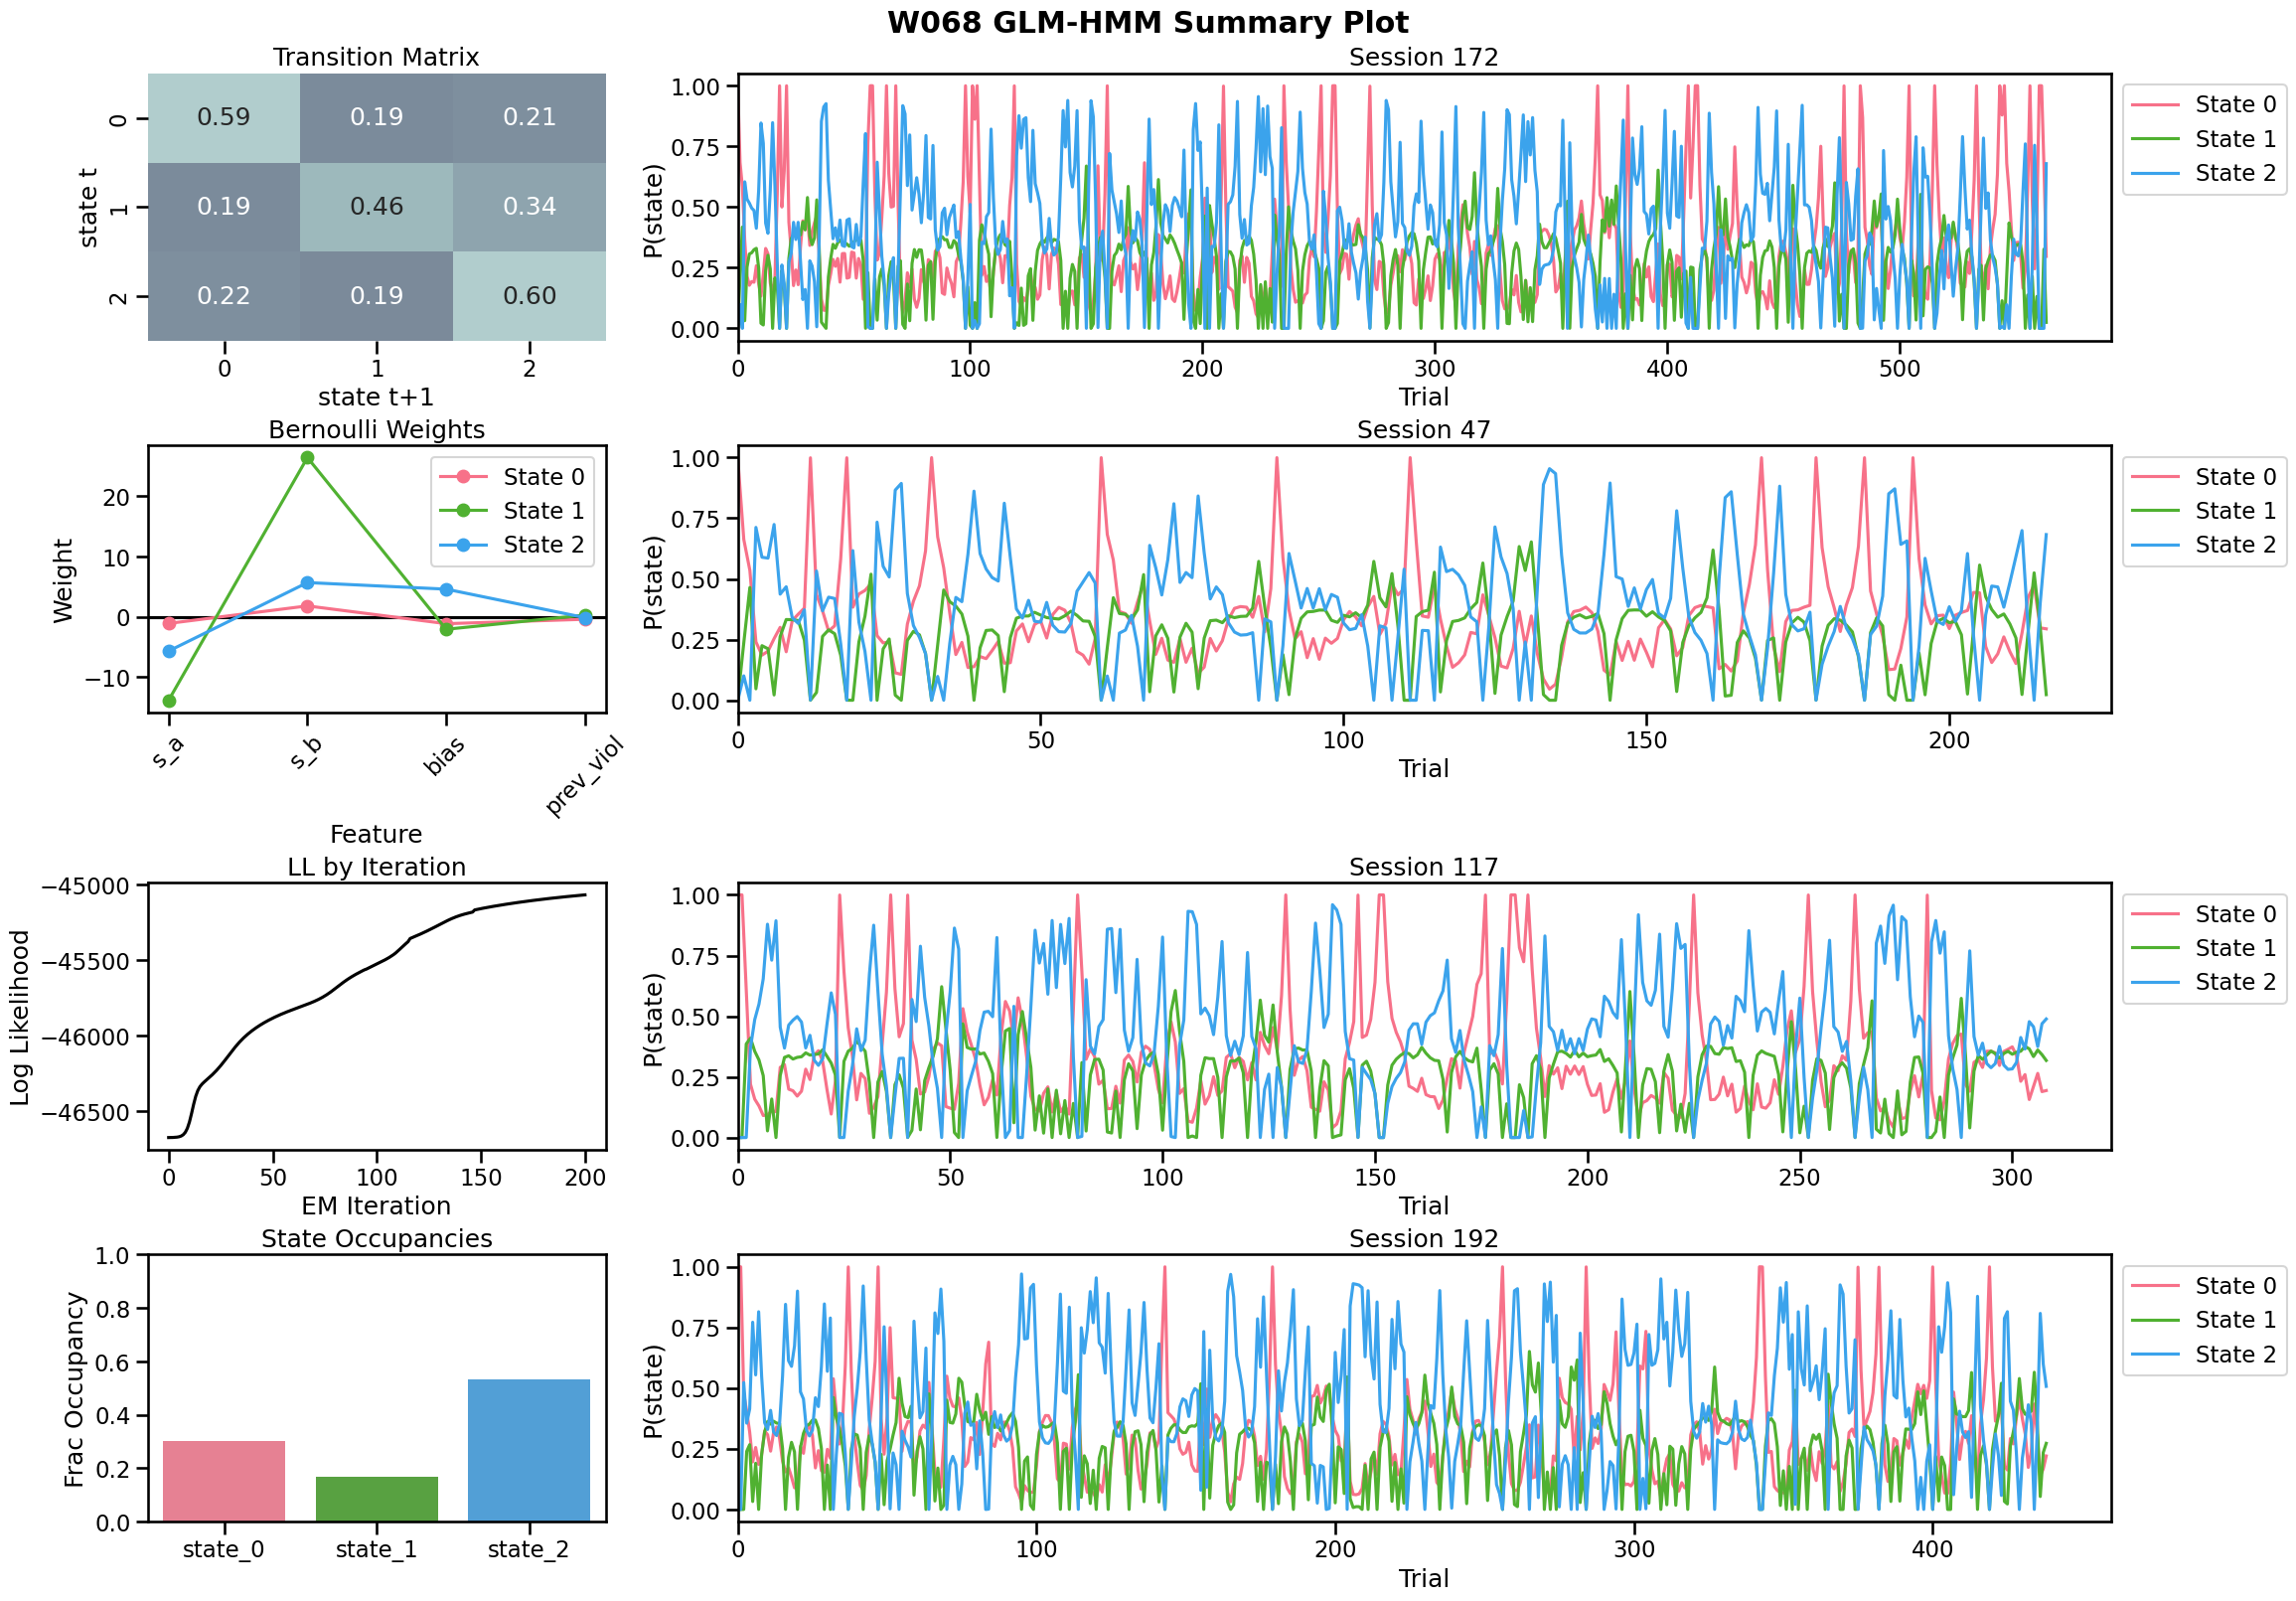 W068 GLM-HMM Summary Plot
Transition Matrix
0.59 0.19 0.21
0.19 0.46 0.34
0.22 0.19 0.60
0
1
2
state t
0 1 2
state t+1
Session 172
1.00
0.75
0.50
0.25
0.00
P(state)
0 100 200 300 400 500
Trial
State 0
State 1
State 2
Bernoulli Weights
20
10
0
−10
Weight
State 0
State 1
State 2
s_a s_b bias prev_viol
Feature
Session 47
1.00
0.75
0.50
0.25
0.00
P(state)
0 50 100 150 200
Trial
State 0
State 1
State 2
LL by Iteration
−45000
−45500
−46000
−46500
Log Likelihood
0 50 100 150 200
EM Iteration
Session 117
1.00
0.75
0.50
0.25
0.00
P(state)
0 50 100 150 200 250 300
Trial
State 0
State 1
State 2
State Occupancies
1.0
0.8
0.6
0.4
0.2
0.0
Frac Occupancy
state_0 state_1 state_2
Session 192
1.00
0.75
0.50
0.25
0.00
P(state)
0 100 200 300 400
Trial
State 0
State 1
State 2